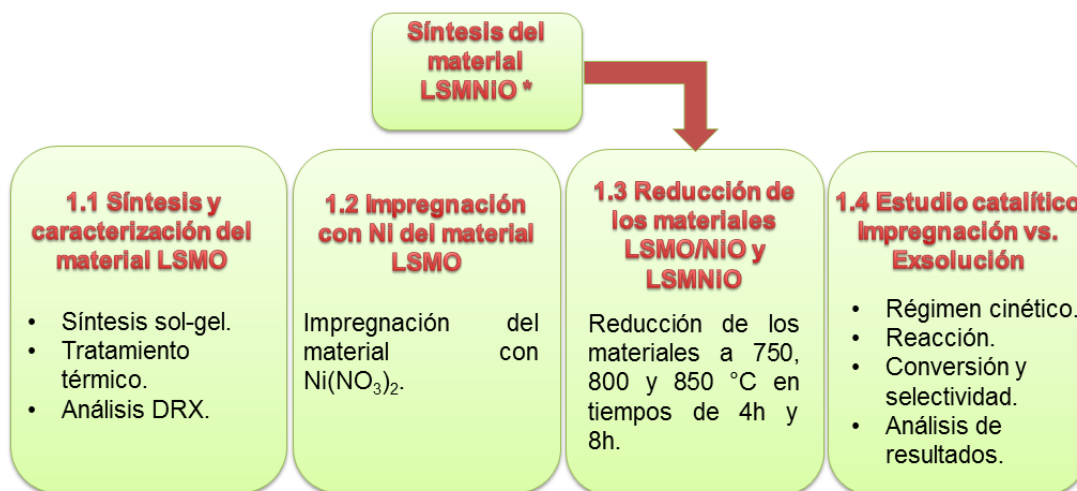 Síntesis del
material
LSMNiO *
1.1 Síntesis y
caracterización del
material LSMO
• Síntesis sol-gel.
• Tratamiento
térmico.
• Análisis DRX.
1.2 Impregnación
con Ni del material
LSMO
Impregnación del
material con
Ni(NO₃)₂.
1.3 Reducción de
los materiales
LSMO/NiO y
LSMNiO
Reducción de los
materiales a 750,
800 y 850 °C en
tiempos de 4h y
8h.
1.4 Estudio catalítico
Impregnación vs.
Exsolución
• Régimen cinético.
• Reacción.
• Conversión y
selectividad.
• Análisis de
resultados.